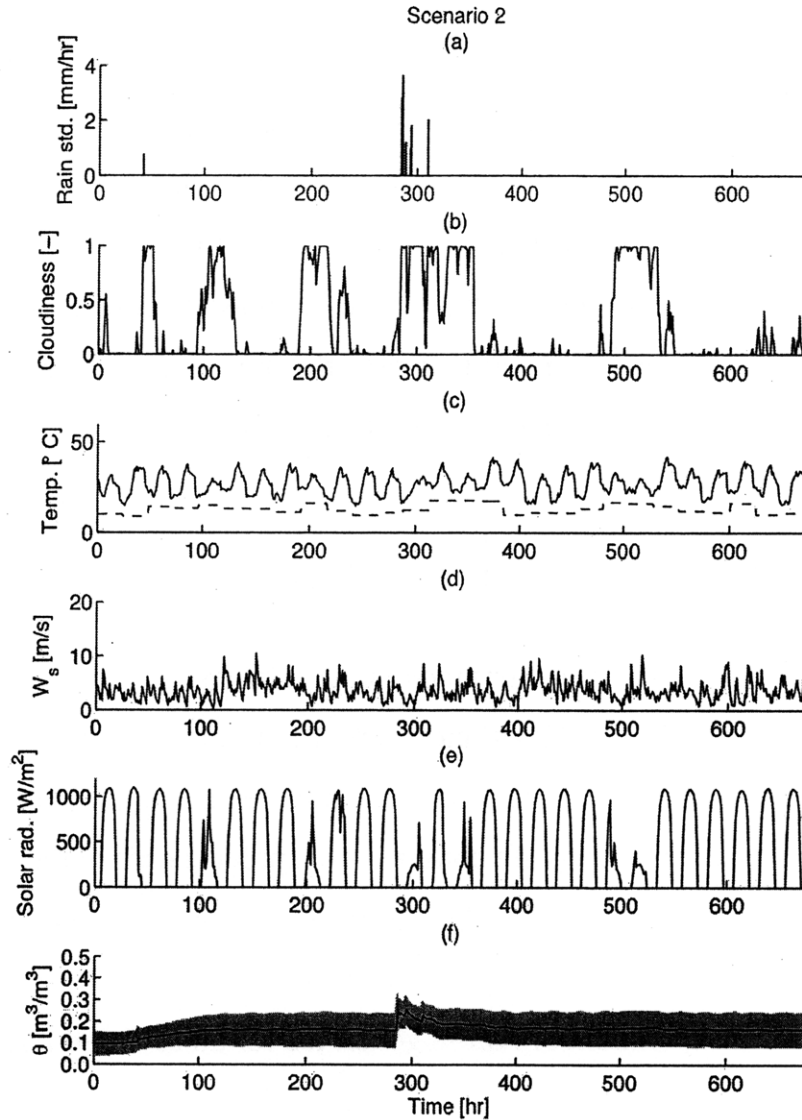 Scenario 2
(a)
Rain std. [mm/hr]
4
2
0
0 100 200 300 400 500 600
(b)
Cloudiness [–]
1
0.5
0
0 100 200 300 400 500 600
(c)
Temp. [° C]
50
0
0 100 200 300 400 500 600
(d)
Ws [m/s]
20
10
0
0 100 200 300 400 500 600
(e)
Solar rad. [W/m²]
1000
500
0
0 100 200 300 400 500 600
(f)
θ [m³/m³]
0.5
0.4
0.3
0.2
0.1
0.0
0 100 200 300 400 500 600
Time [hr]